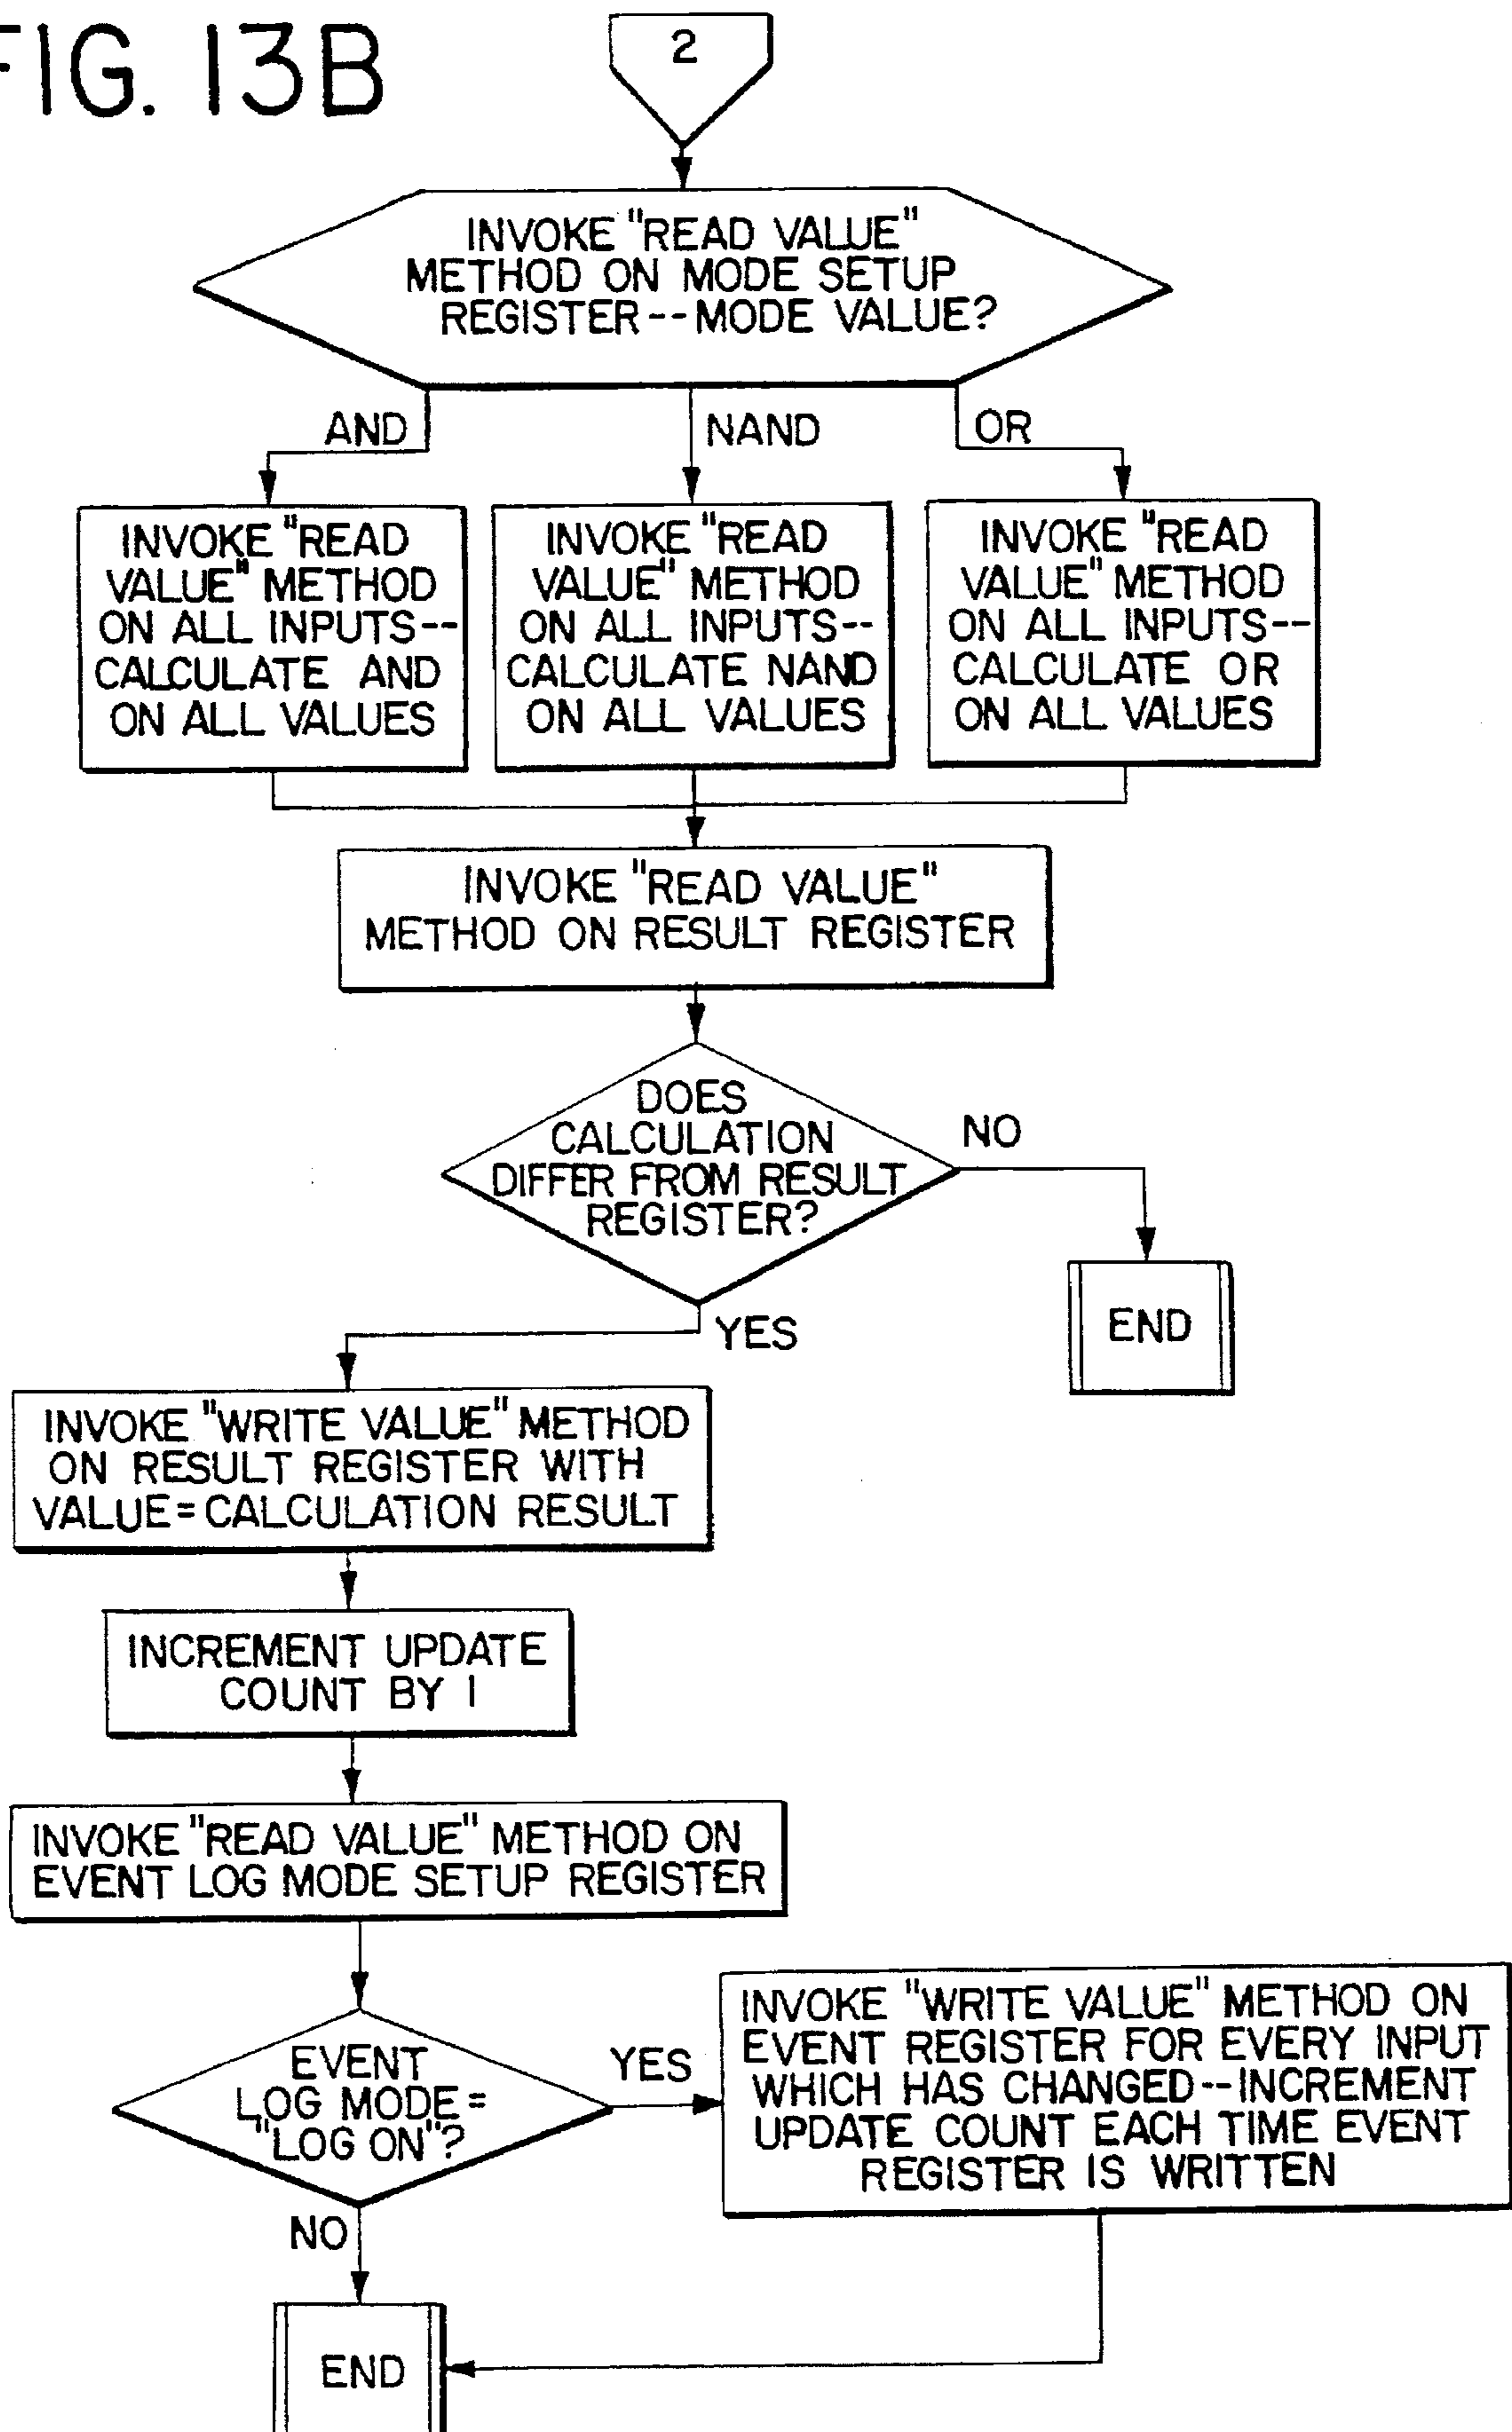 FIG. 13B
2
INVOKE "READ VALUE"
METHOD ON MODE SETUP
REGISTER--MODE VALUE?
AND
NAND
OR
INVOKE "READ
VALUE" METHOD
ON ALL INPUTS--
CALCULATE AND
ON ALL VALUES
INVOKE "READ
VALUE" METHOD
ON ALL INPUTS--
CALCULATE NAND
ON ALL VALUES
INVOKE "READ
VALUE" METHOD
ON ALL INPUTS--
CALCULATE OR
ON ALL VALUES
INVOKE "READ VALUE"
METHOD ON RESULT REGISTER
DOES
CALCULATION
DIFFER FROM RESULT
REGISTER?
NO
END
YES
INVOKE "WRITE VALUE" METHOD
ON RESULT REGISTER WITH
VALUE=CALCULATION RESULT
INCREMENT UPDATE
COUNT BY 1
INVOKE "READ VALUE" METHOD ON
EVENT LOG MODE SETUP REGISTER
EVENT
LOG MODE=
"LOG ON"?
YES
INVOKE "WRITE VALUE" METHOD ON
EVENT REGISTER FOR EVERY INPUT
WHICH HAS CHANGED--INCREMENT
UPDATE COUNT EACH TIME EVENT
REGISTER IS WRITTEN
NO
END